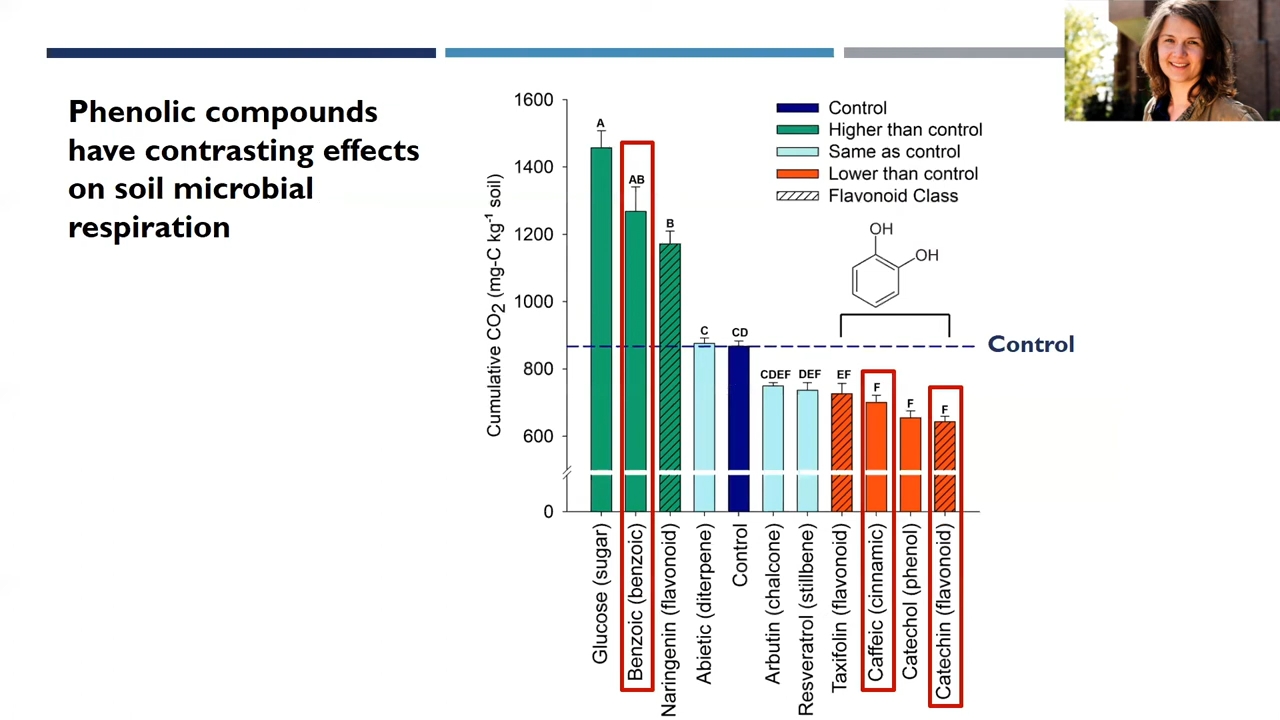 Phenolic compounds
have contrasting effects
on soil microbial
respiration
Cumulative CO2 (mg-C kg-1 soil)
1600
1400
1200
1000
800
600
0
A
AB
B
C
CD
CDEF
DEF
EF
F
F
F
Control
Higher than control
Same as control
Lower than control
Flavonoid Class
OH
OH
Control
Glucose (sugar)
Benzoic (benzoic)
Naringenin (flavonoid)
Abietic (diterpene)
Control
Arbutin (chalcone)
Resveratrol (stillbene)
Taxifolin (flavonoid)
Caffeic (cinnamic)
Catechol (phenol)
Catechin (flavonoid)